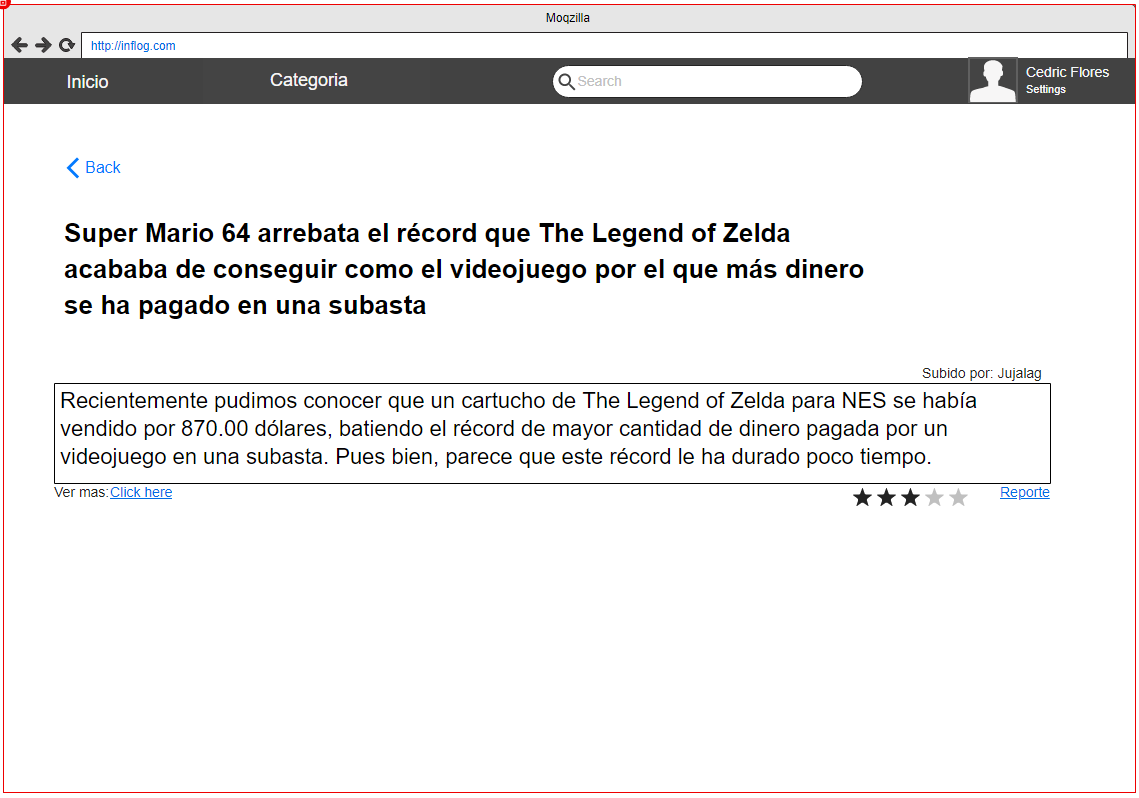 Moqzilla
http://inflog.com
Inicio
Categoria
Search
Cedric Flores
Settings
Back
Super Mario 64 arrebata el récord que The Legend of Zelda
acababa de conseguir como el videojuego por el que más dinero
se ha pagado en una subasta
Subido por: Jujalag
Recientemente pudimos conocer que un cartucho de The Legend of Zelda para NES se había
vendido por 870.00 dólares, batiendo el récord de mayor cantidad de dinero pagada por un
videojuego en una subasta. Pues bien, parece que este récord le ha durado poco tiempo.
Ver mas:Click here
Reporte